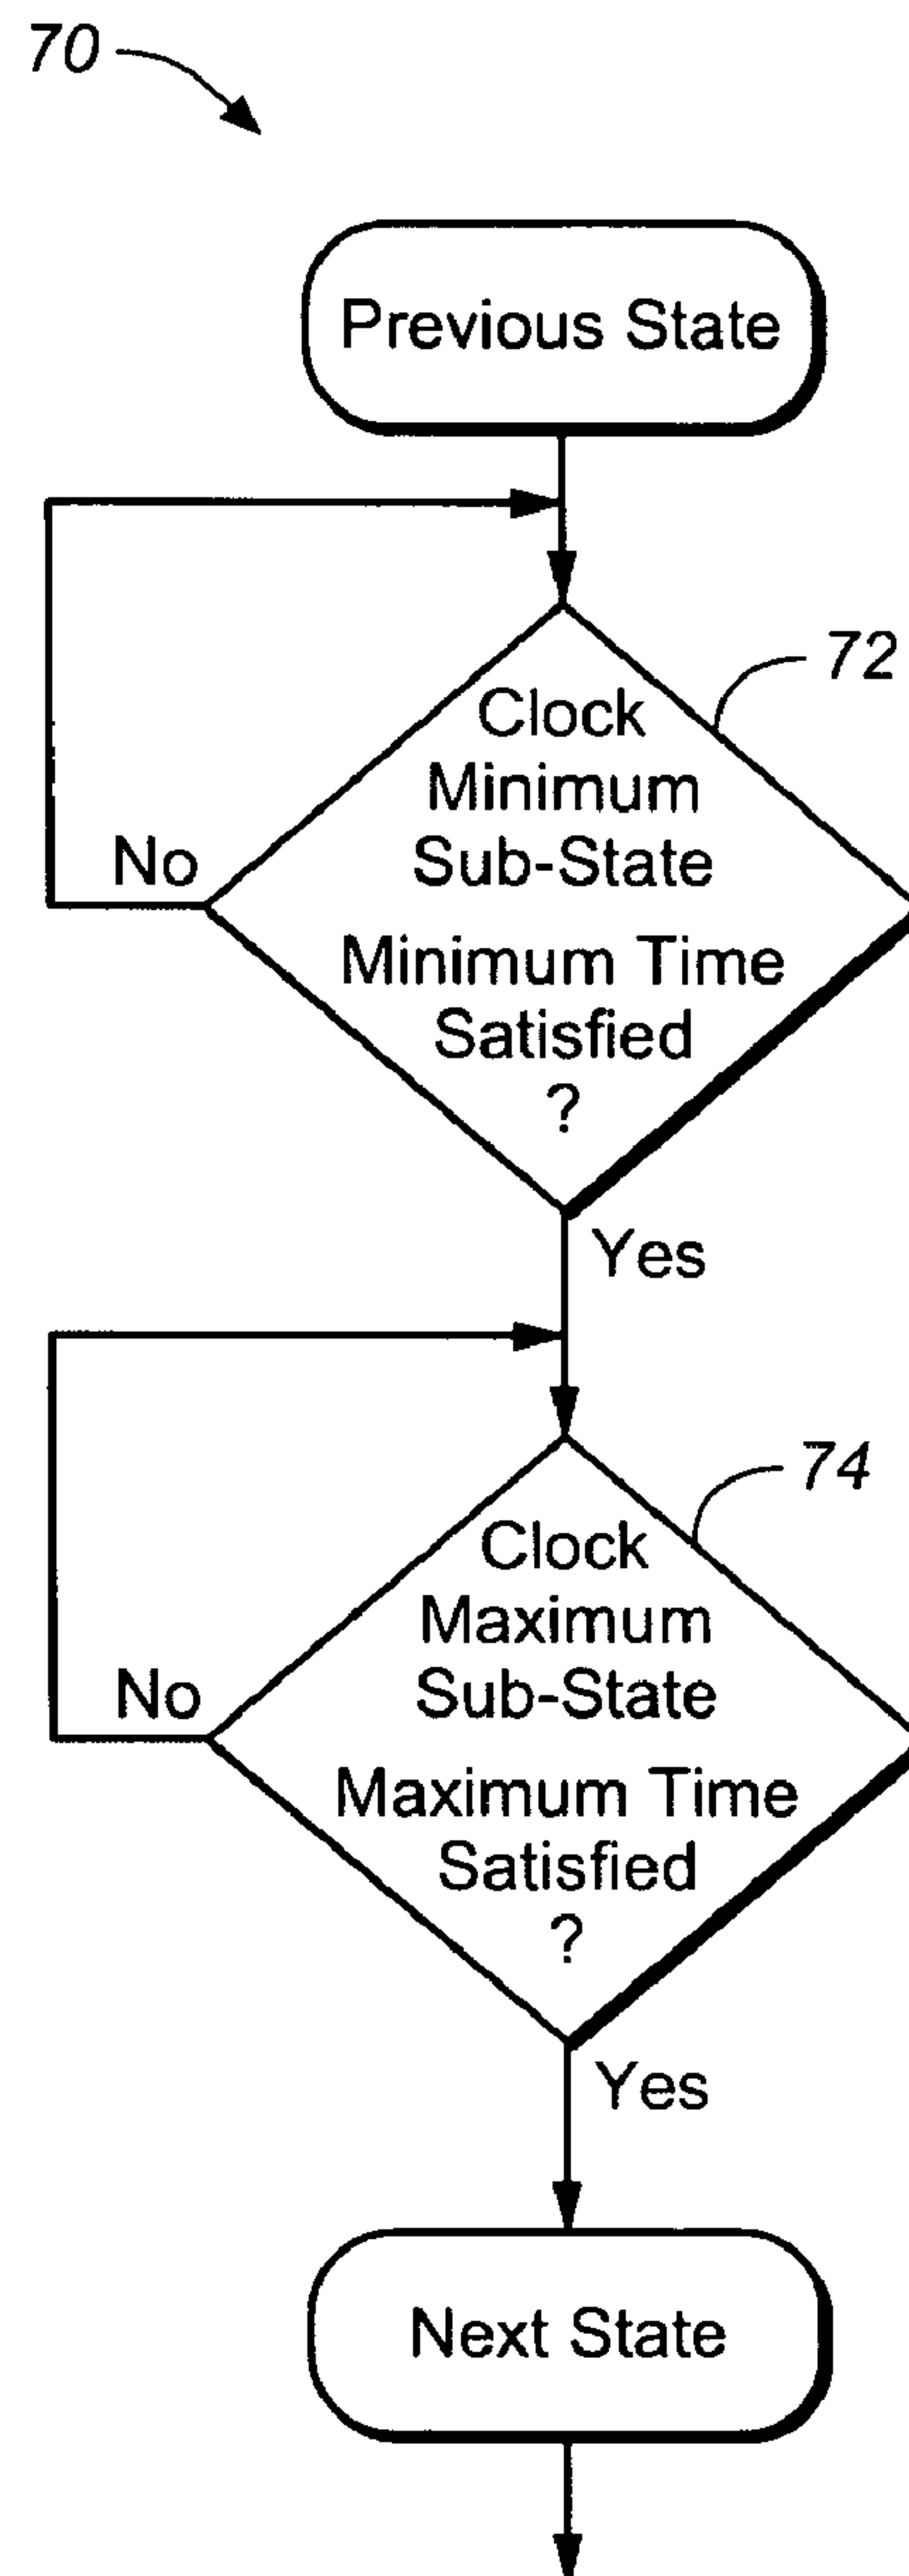 70
Previous State
72
Clock
Minimum
Sub-State
No
Minimum Time
Satisfied
?
Yes
74
Clock
Maximum
Sub-State
No
Maximum Time
Satisfied
?
Yes
Next State